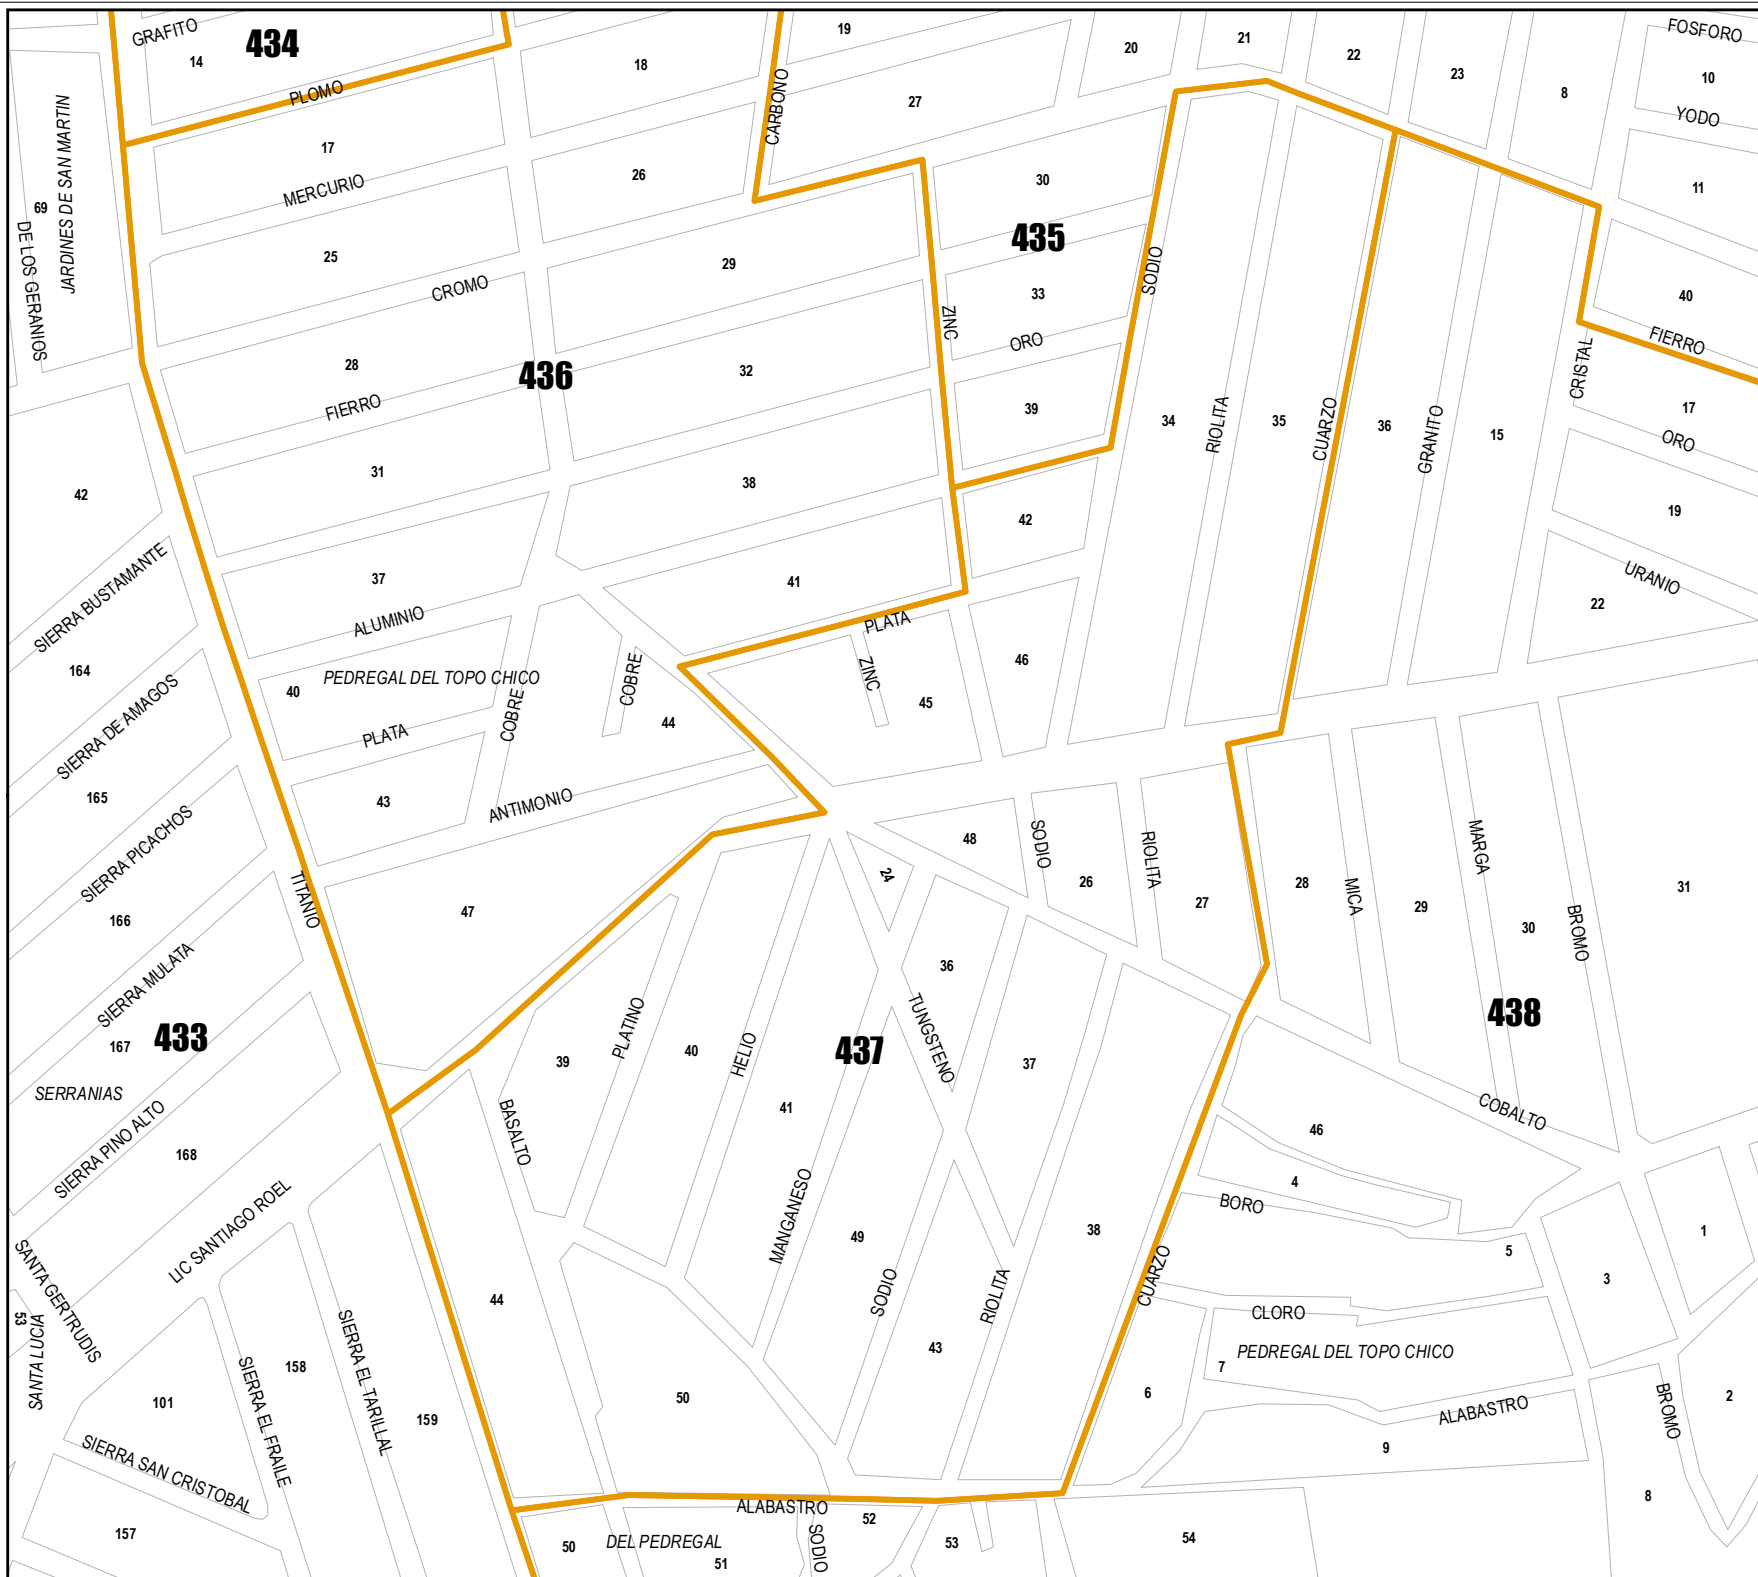 GRAFITO
434
14
PLOMO
18
19
20
21
22
23
8
FOSFORO
10
YODO
11
CARBONO
27
JARDINES DE SAN MARTIN
69
DE LOS GERANIOS
17
MERCURIO
26
30
435
25
CROMO
29
ZINC
33
ORO
SODIO
40
FIERRO
28
FIERRO
436
32
39
CRISTAL
17
ORO
34
RIOLITA
35
CUARZO
36
GRANITO
15
31
38
42
42
19
URANIO
22
SIERRA BUSTAMANTE
164
37
ALUMINIO
41
PLATA
ZINC
45
46
PEDREGAL DEL TOPO CHICO
40
COBRE
COBRE
44
PLATA
SIERRA DE AMAGOS
165
43
ANTIMONIO
SIERRA PICACHOS
166
TITANIO
47
48
24
SODIO
26
RIOLITA
27
28
MICA
29
MARGA
30
BROMO
31
SIERRA MULATA
167
433
SERRANIAS
SIERRA PINO ALTO
168
36
TUNGSTENO
437
438
39
PLATINO
40
HELIO
41
37
COBALTO
46
BASALTO
4
BORO
5
1
3
LIC SANTIAGO ROEL
SANTA GERTRUDIS
53
SANTA LUCIA
44
MANGANESO
49
SODIO
RIOLITA
38
CUARZO
CLORO
PEDREGAL DEL TOPO CHICO
7
6
43
50
SIERRA EL TARILLAL
158
159
SIERRA EL FRAILE
101
SIERRA SAN CRISTOBAL
157
ALABASTRO
9
BROMO
2
8
ALABASTRO
50
DEL PEDREGAL
51
SODIO
52
53
54